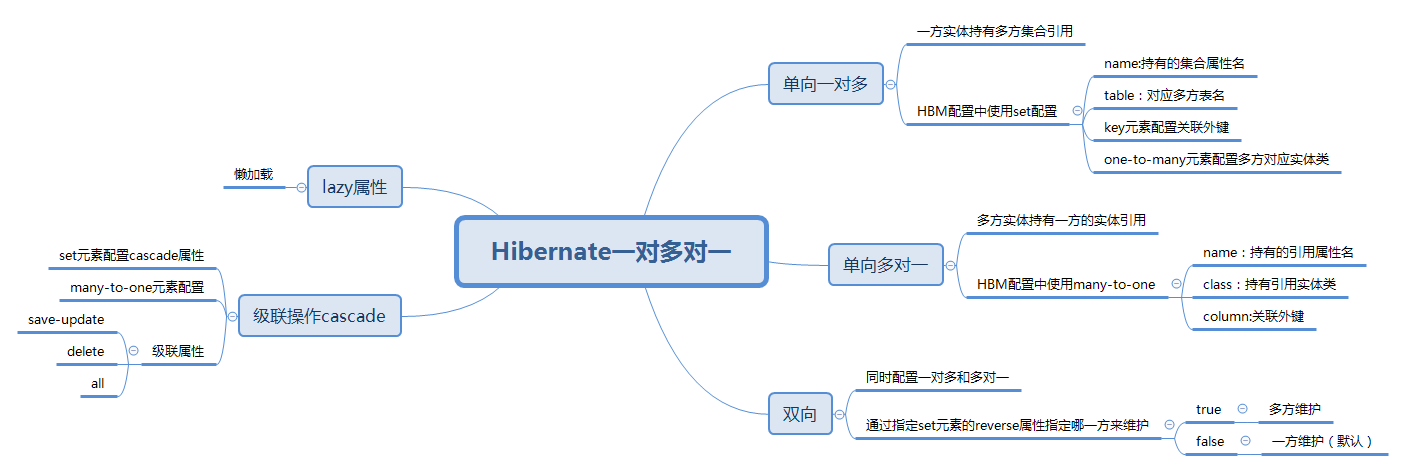 Hibernate一对多对一
单向一对多
一方实体持有多方集合引用
HBM配置中使用set配置
name:持有的集合属性名
table：对应多方表名
key元素配置关联外键
one-to-many元素配置多方对应实体类
单向多对一
多方实体持有一方的实体引用
HBM配置中使用many-to-one
name：持有的引用属性名
class：持有引用实体类
column:关联外键
双向
同时配置一对多和多对一
通过指定set元素的reverse属性指定哪一方来维护
true
多方维护
false
一方维护（默认）
lazy属性
懒加载
级联操作cascade
set元素配置cascade属性
many-to-one元素配置
级联属性
save-update
delete
all